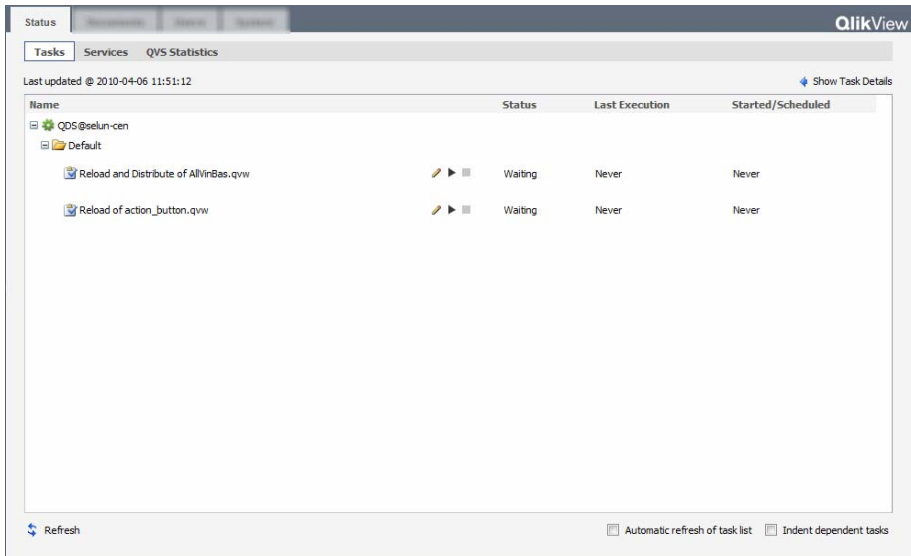 Status
QlikView
Tasks Services QVS Statistics
Last updated @ 2010-04-06 11:51:12 Show Task Details
Name Status Last Execution Started/Scheduled
QDS@selun-cen
Default
Reload and Distribute of AllVinBas.qvw Waiting Never Never
Reload of action_button.qvw Waiting Never Never
Refresh Automatic refresh of task list Indent dependent tasks